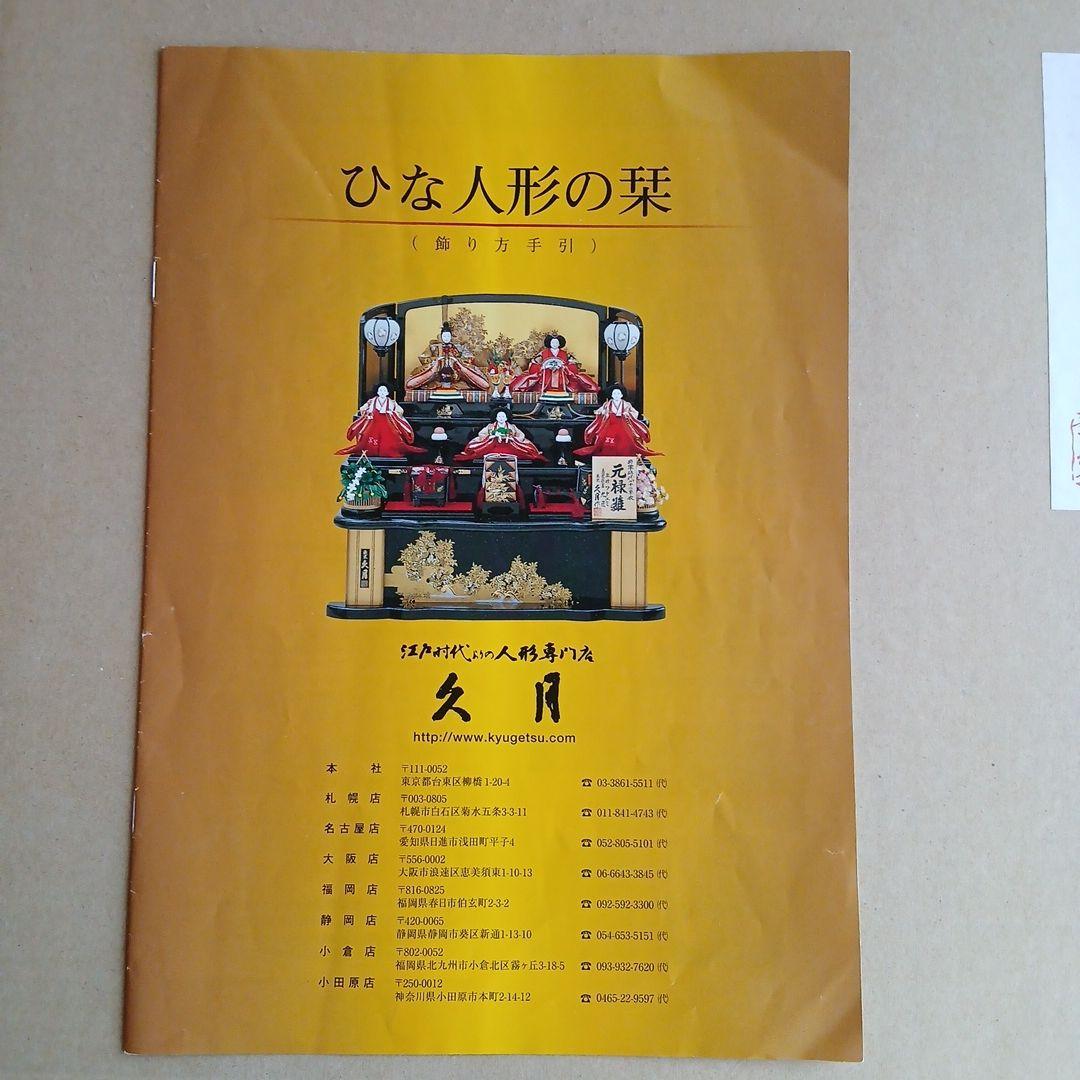 ひな人形の栞
(飾り方手引)
元禄雛
久月
江戸時代よりの人形専門店
久月
http://www.kyugetsu.com
本社 〒111-0052
東京都台東区柳橋1-20-4 ☎ 03-3861-5511 (代)
札幌店 〒003-0805
札幌市白石区菊水五条3-3-11 ☎ 011-841-4743 (代)
名古屋店 〒470-0124
愛知県日進市浅田町平子4 ☎ 052-805-5101 (代)
大阪店 〒556-0002
大阪市浪速区恵美須東1-10-13 ☎ 06-6643-3845 (代)
福岡店 〒816-0825
福岡県春日市伯玄町2-3-2 ☎ 092-592-3300 (代)
静岡店 〒420-0065
静岡県静岡市葵区新通1-13-10 ☎ 054-653-5151 (代)
小倉店 〒802-0052
福岡県北九州市小倉北区霧ヶ丘3-18-5 ☎ 093-932-7620 (代)
小田原店 〒250-0012
神奈川県小田原市本町2-14-12 ☎ 0465-22-9597 (代)